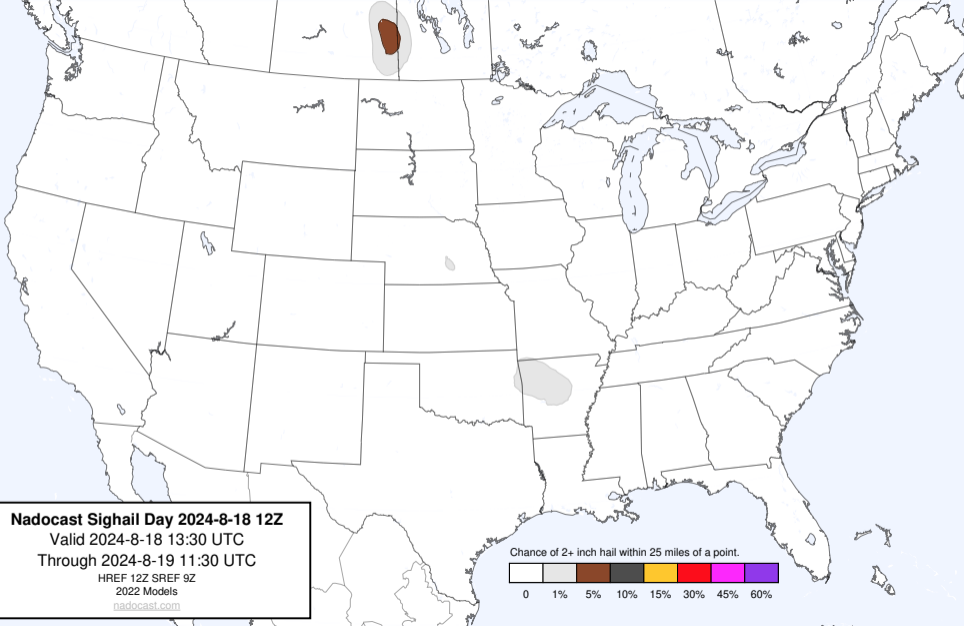 Nadocast Sighail Day 2024-8-18 12Z
Valid 2024-8-18 13:30 UTC
Through 2024-8-19 11:30 UTC
HREF 12Z SREF 9Z
2022 Models
nadocast.com
Chance of 2+ inch hail within 25 miles of a point.
0 1% 5% 10% 15% 30% 45% 60%